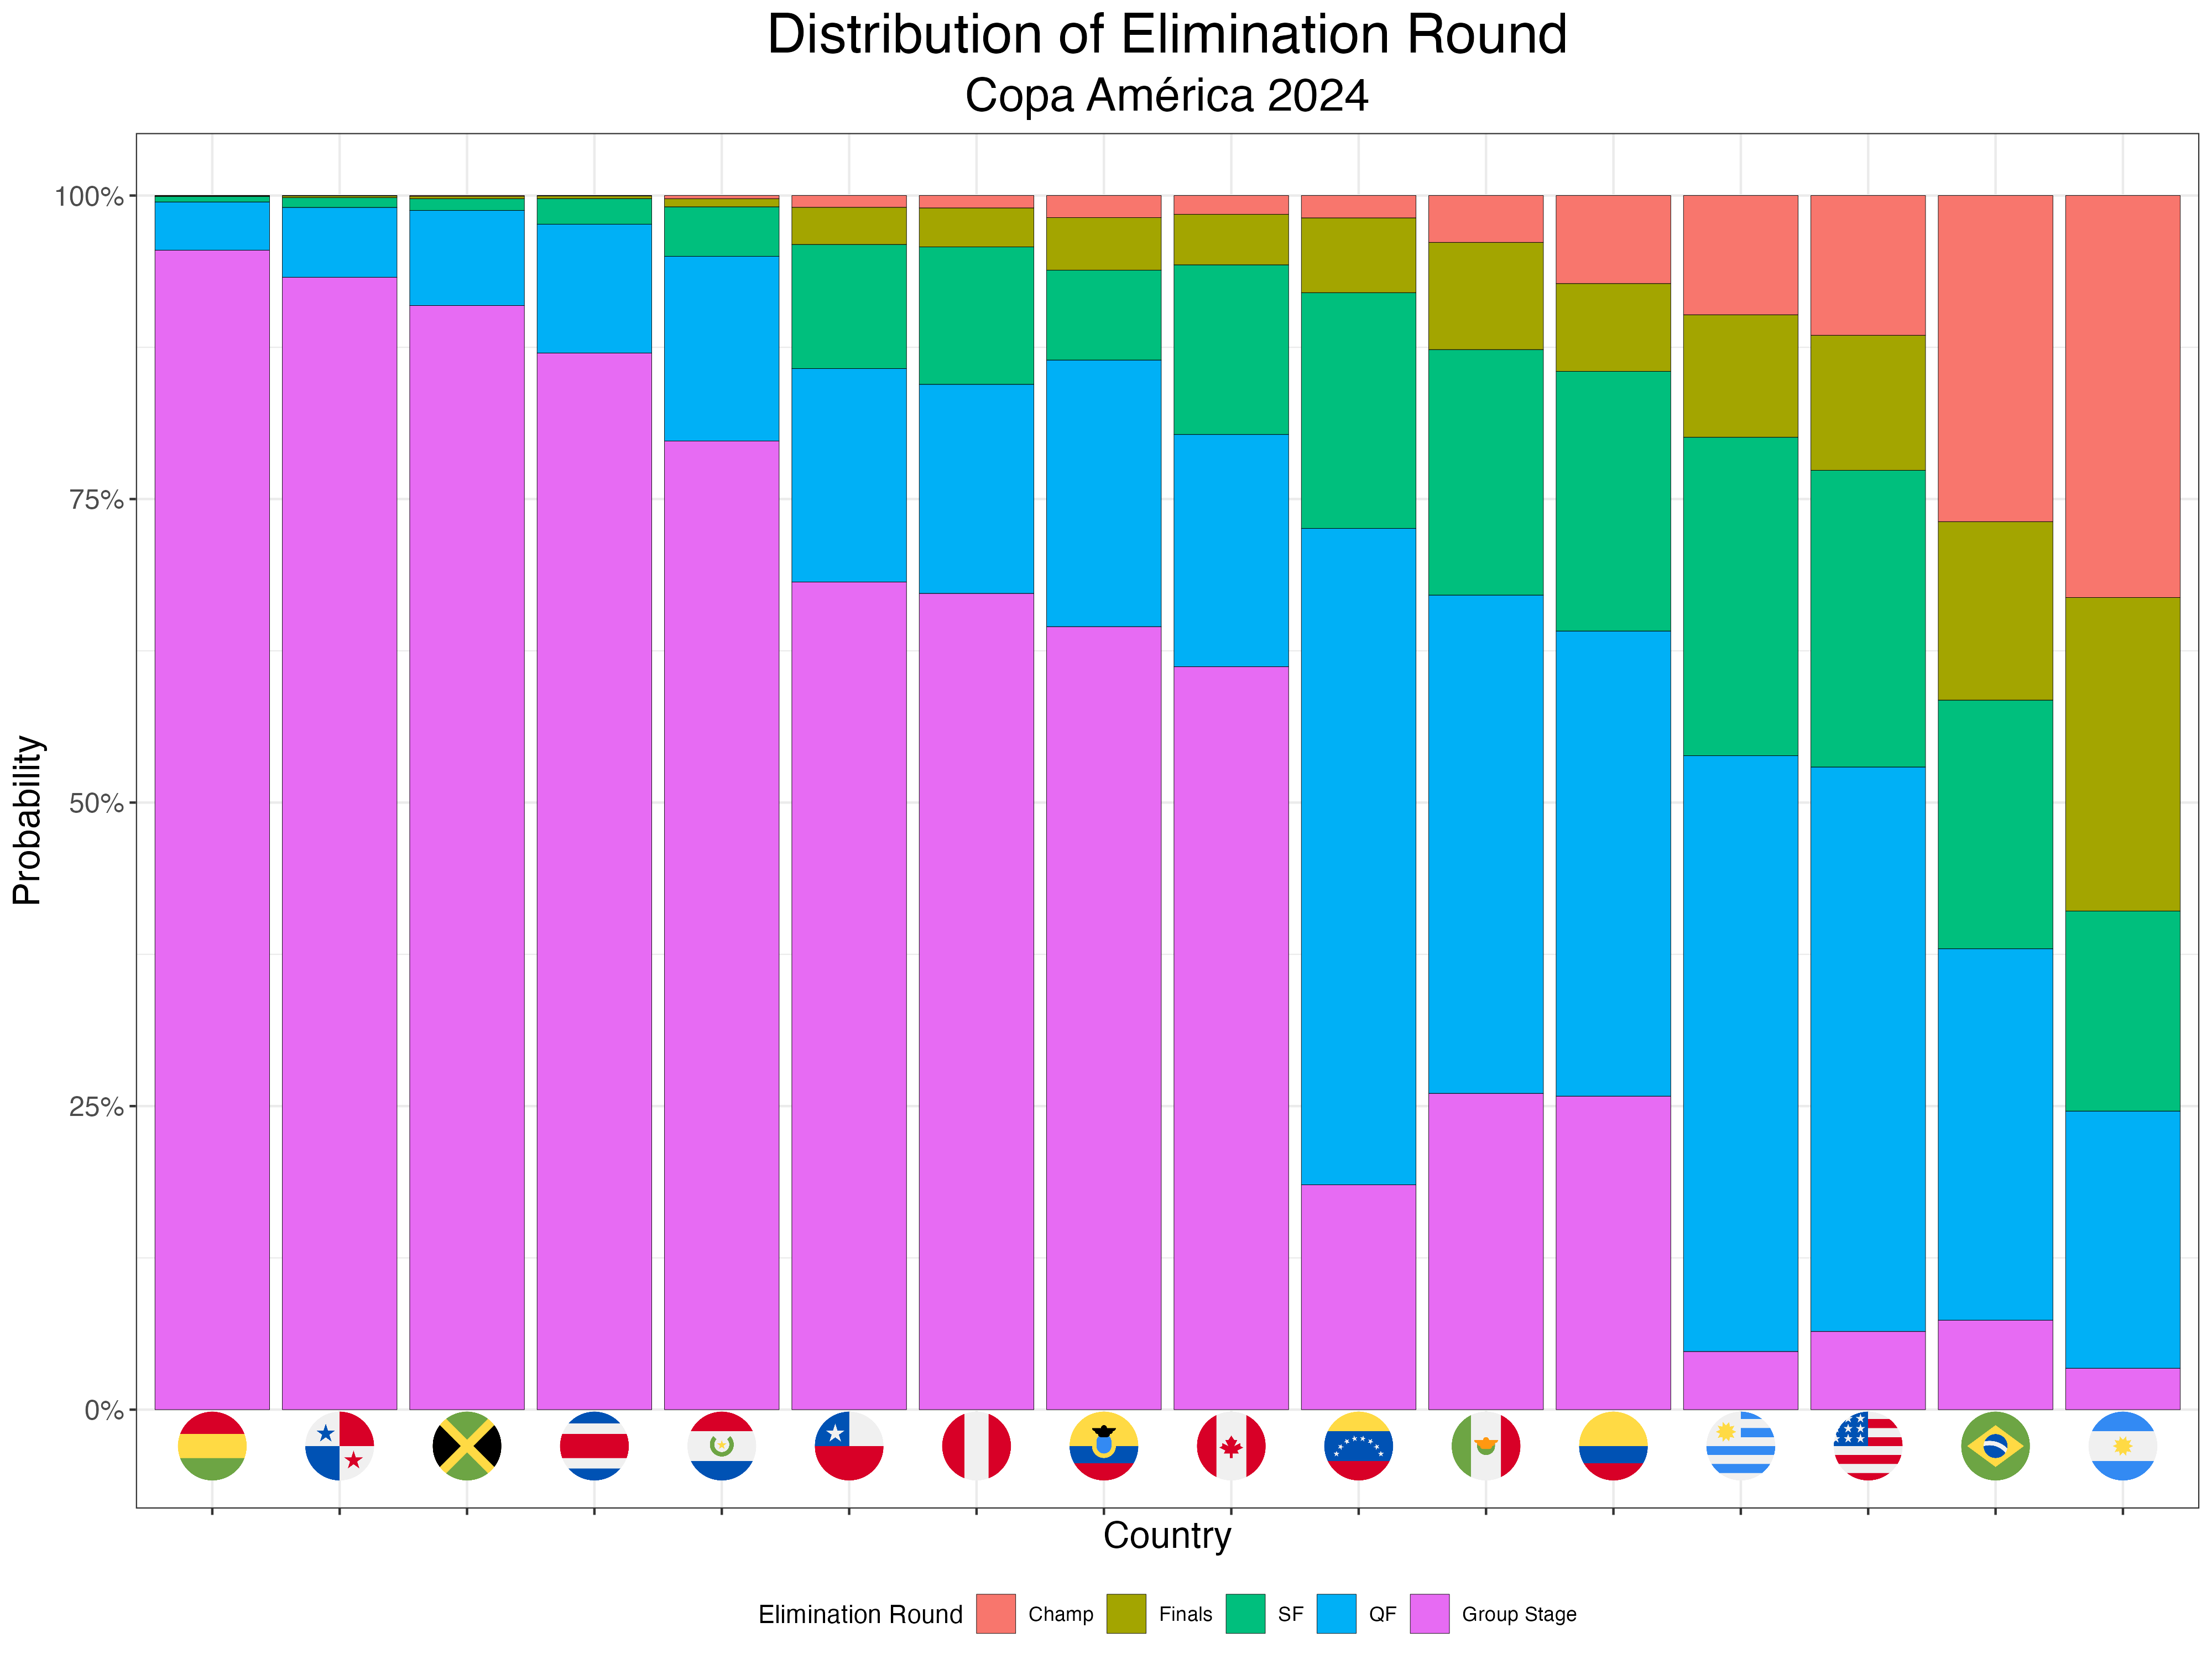 Distribution of Elimination Round
Copa América 2024
100%
75%
50%
25%
0%
Probability
Country
Elimination Round Champ Finals SF QF Group Stage